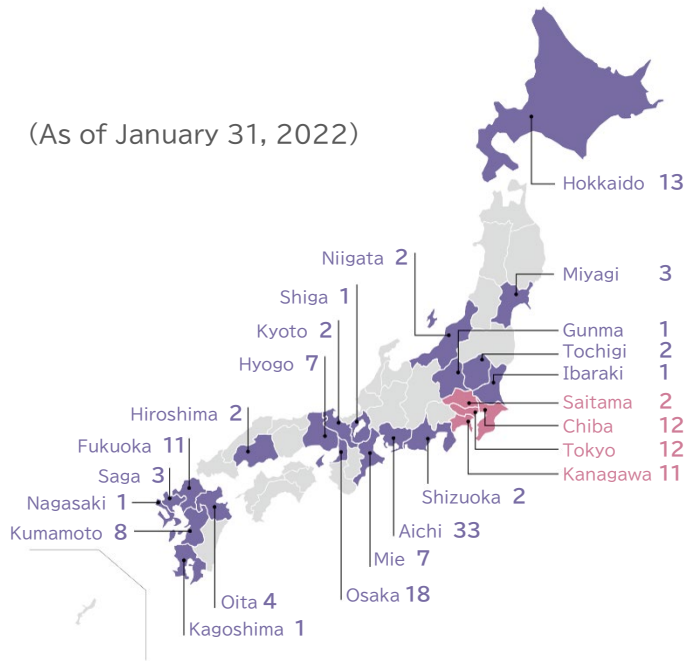 (As of January 31, 2022)
Hokkaido 13
Niigata 2
Miyagi 3
Shiga 1
Kyoto 2
Gunma 1
Tochigi 2
Hyogo 7
Ibaraki 1
Saitama 2
Hiroshima 2
Chiba 12
Fukuoka 11
Tokyo 12
Saga 3
Kanagawa 11
Nagasaki 1
Shizuoka 2
Kumamoto 8
Aichi 33
Mie 7
Osaka 18
Oita 4
Kagoshima 1